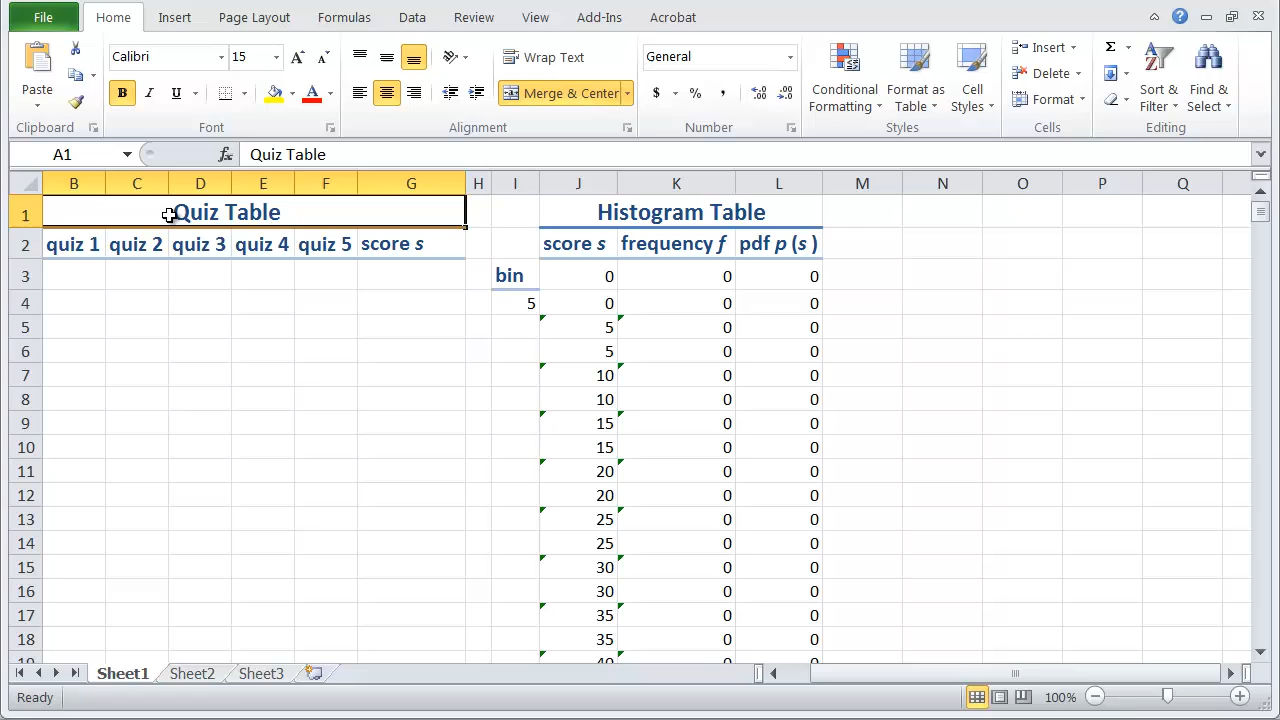 File Home Insert Page Layout Formulas Data Review View Add-Ins Acrobat
Paste
Clipboard
Calibri 15
B I U A A A
Font
Wrap Text
Merge & Center
Alignment
General
$ % ,
Number
Conditional Formatting
Format as Table
Cell Styles
Styles
Insert
Delete
Format
Cells
Σ
Sort & Filter
Find & Select
Editing
A1 fx Quiz Table
B C D E F G H I J K L M N O P Q
1 Quiz Table Histogram Table
2 quiz 1 quiz 2 quiz 3 quiz 4 quiz 5 score s score s frequency f pdf p (s )
3 bin 0 0 0
4 5 0 0 0
5 5 0 0
6 5 0 0
7 10 0 0
8 10 0 0
9 15 0 0
10 15 0 0
11 20 0 0
12 20 0 0
13 25 0 0
14 25 0 0
15 30 0 0
16 30 0 0
17 35 0 0
18 35 0 0
19 40 0 0
Sheet1 Sheet2 Sheet3
Ready 100%